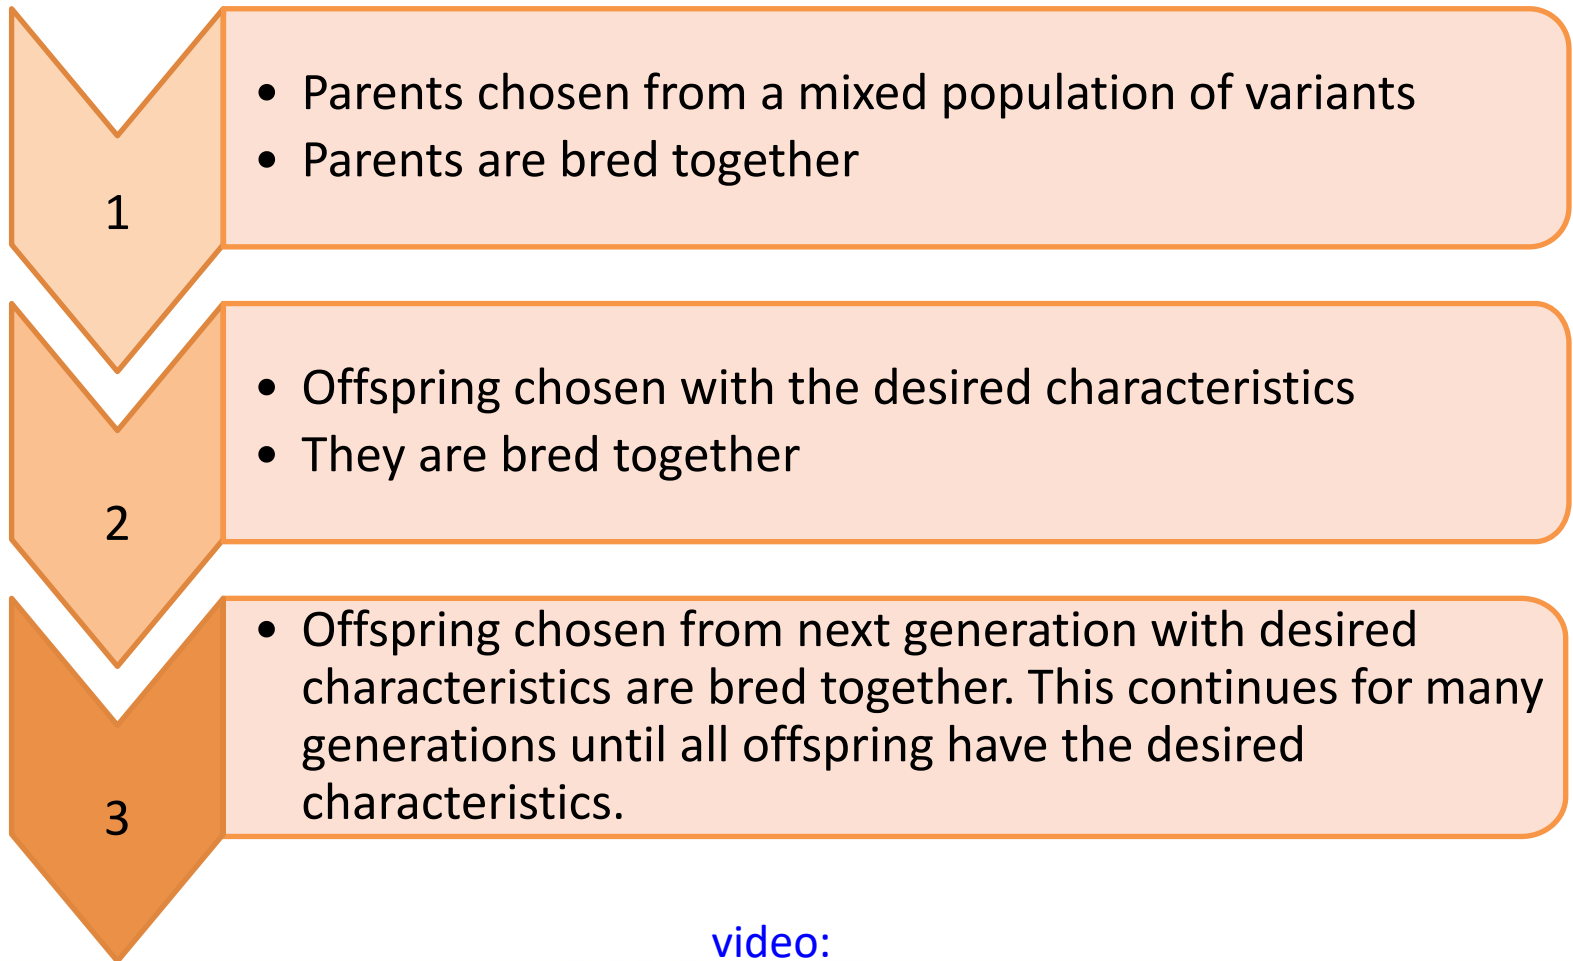 1
• Parents chosen from a mixed population of variants
• Parents are bred together
2
• Offspring chosen with the desired characteristics
• They are bred together
3
• Offspring chosen from next generation with desired
characteristics are bred together. This continues for many
generations until all offspring have the desired
characteristics.
video: